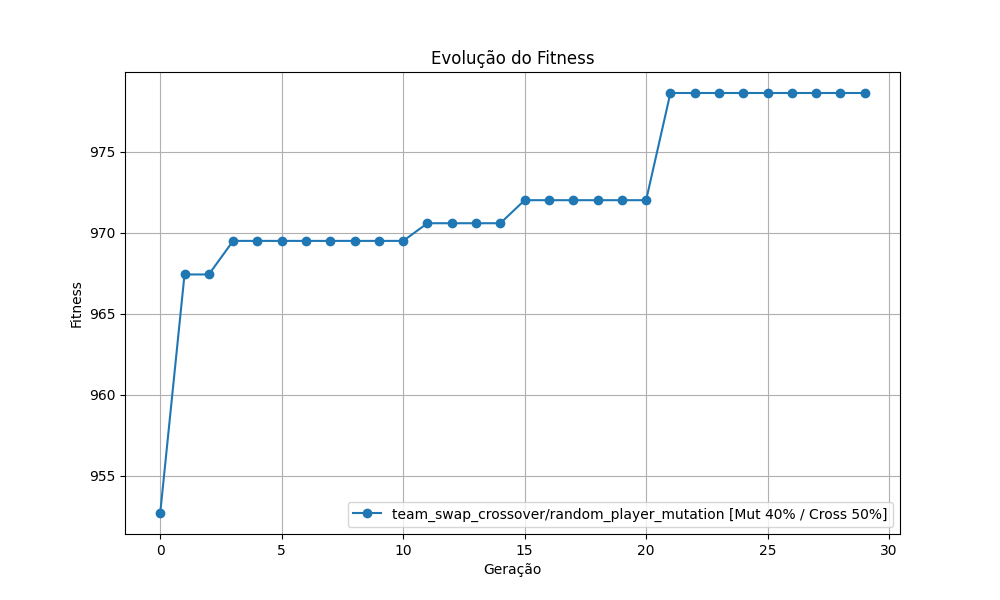 Evolução do Fitness
Fitness
975
970
965
960
955
team_swap_crossover/random_player_mutation [Mut 40% / Cross 50%]
0 5 10 15 20 25 30
Geração